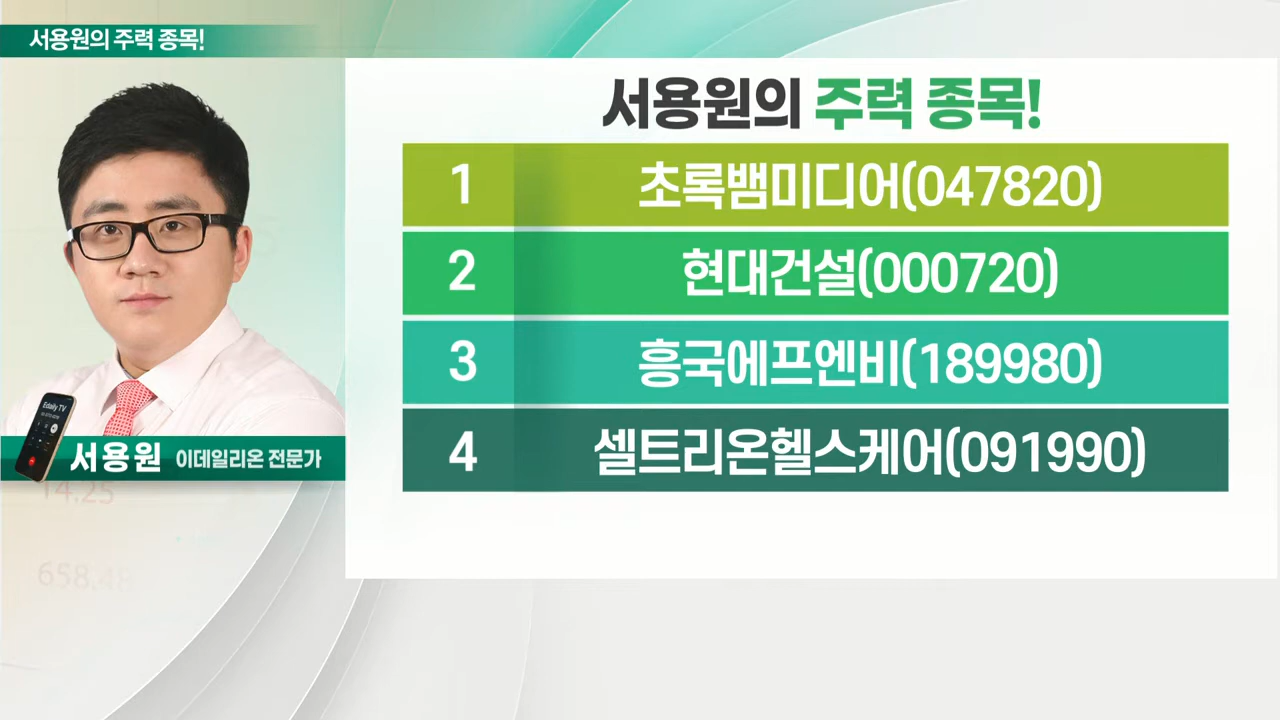 서용원의 주력 종목!
서용원의 주력 종목!
1 초록뱀미디어(047820)
2 현대건설(000720)
3 흥국에프엔비(189980)
4 셀트리온헬스케어(091990)
Edaily TV
서용원 이데일리온 전문가
14.25
658.48